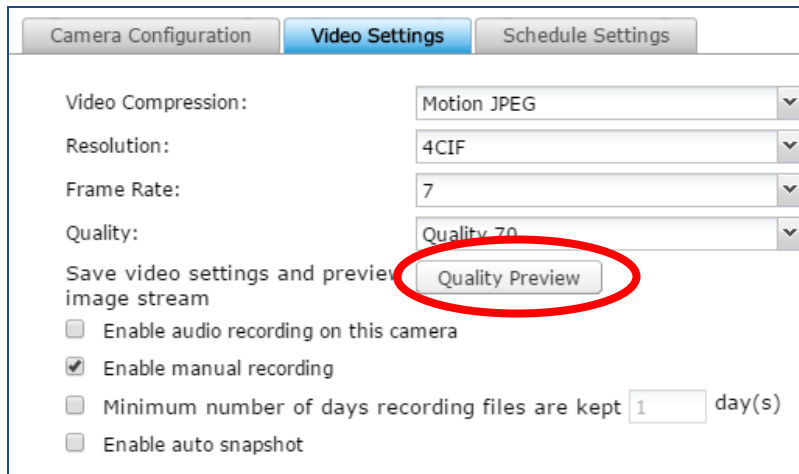 Camera Configuration Video Settings Schedule Settings
Video Compression: Motion JPEG
Resolution: 4CIF
Frame Rate: 7
Quality: Quality 70
Save video settings and preview Quality Preview
image stream
Enable audio recording on this camera
Enable manual recording
Minimum number of days recording files are kept 1 day(s)
Enable auto snapshot